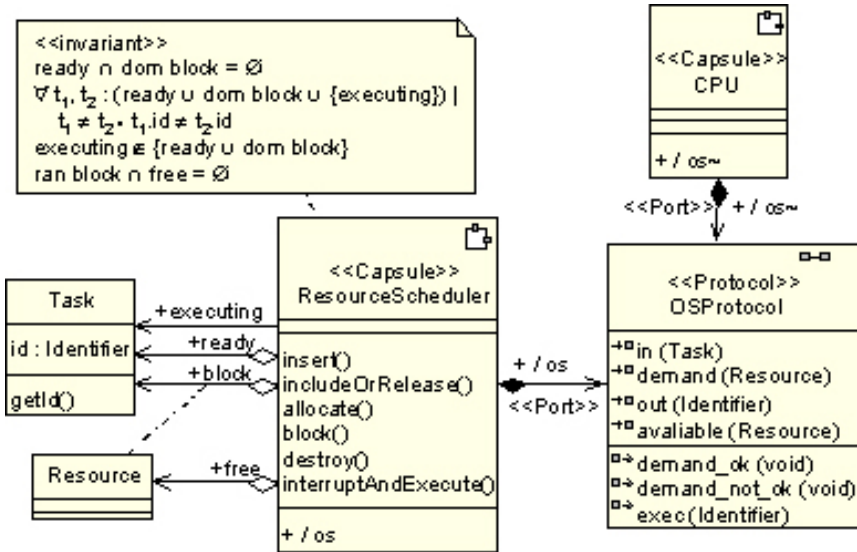 <<invariant>>
ready ∩ dom block = Ø
∀ t₁, t₂ : (ready ∪ dom block ∪ {executing}) |
t₁ ≠ t₂ • t₁.id ≠ t₂id
executing ∉ {ready ∪ dom block}
ran block ∩ free = Ø
<<Capsule>>
CPU
+ / os~
<<Port>>
+ / os~
<<Capsule>>
ResourceScheduler
insert()
includeOrRelease()
allocate()
block()
destroy()
interruptAndExecute()
+ / os
Task
id : Identifier
getId()
+executing
+ready
+block
Resource
+free
+ / os
<<Port>>
<<Protocol>>
OSProtocol
in (Task)
demand (Resource)
out (Identifier)
avaliable (Resource)
demand_ok (void)
demand_not_ok (void)
exec (Identifier)